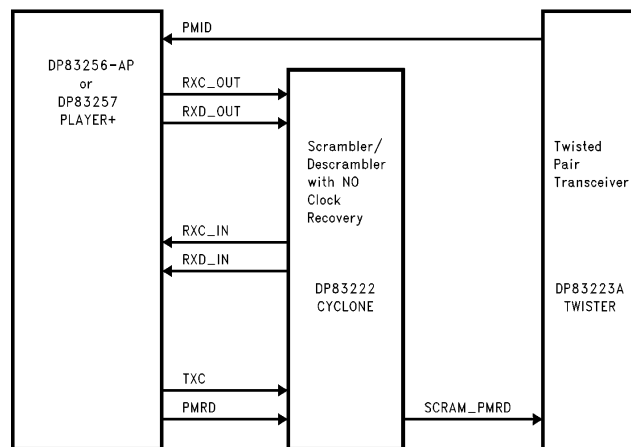 PMID
DP83256-AP
or
DP83257
PLAYER+
RXC_OUT
RXD_OUT
Scrambler/
Descrambler
with NO
Clock
Recovery
Twisted
Pair
Transceiver
RXC_IN
RXD_IN
DP83222
CYCLONE
DP83223A
TWISTER
TXC
PMRD
SCRAM_PMRD